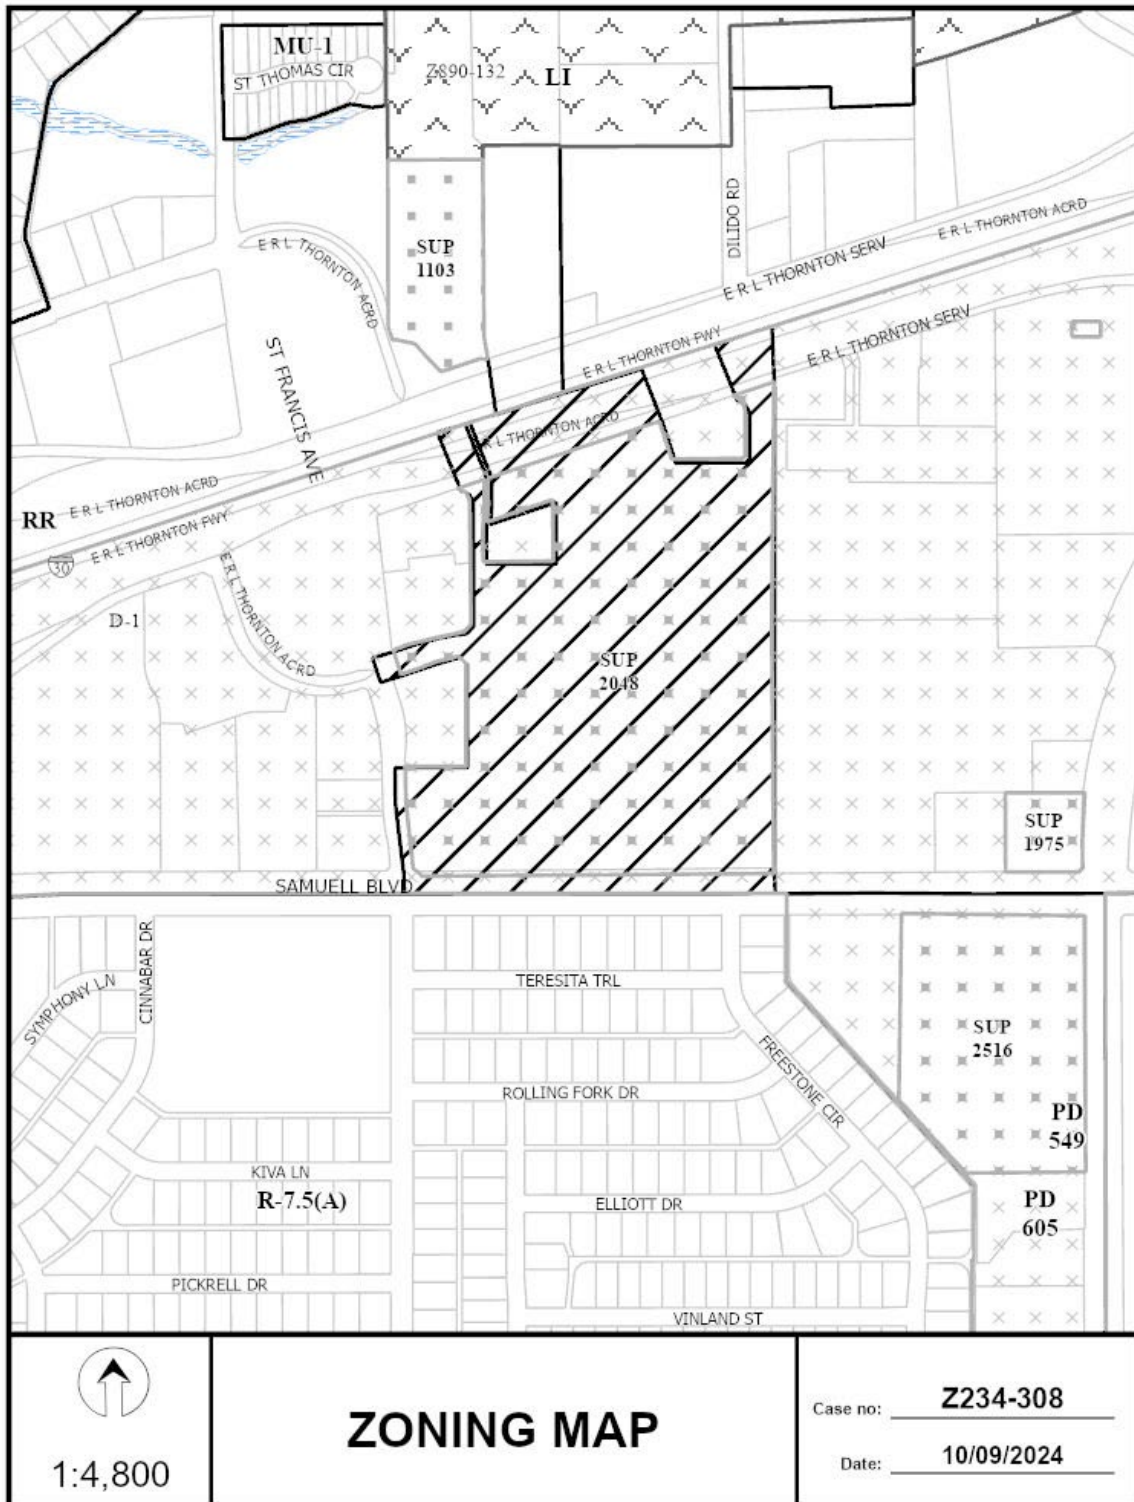 MU-1
ST THOMAS CIR
Z890-132
LI
DILIDO RD
SUP
1103
E R L THORNTON ACRD
E R L THORNTON SERV
E R L THORNTON ACRD
E R L THORNTON FWY
E R L THORNTON SERV
ST FRANCIS AVE
R L THORNTON ACRD
RR
E R L THORNTON ACRD
E R L THORNTON FWY
30
D-1
E R L THORNTON ACRD
SUP
2048
SUP
1975
SAMUELL BLVD
SYMPHONY LN
CINNABAR DR
TERESITA TRL
FREESTONE CIR
SUP
2516
ROLLING FORK DR
PD
549
KIVA LN
R-7.5(A)
ELLIOTT DR
PD
605
PICKRELL DR
VINLAND ST
1:4,800
ZONING MAP
Case no: Z234-308
Date: 10/09/2024